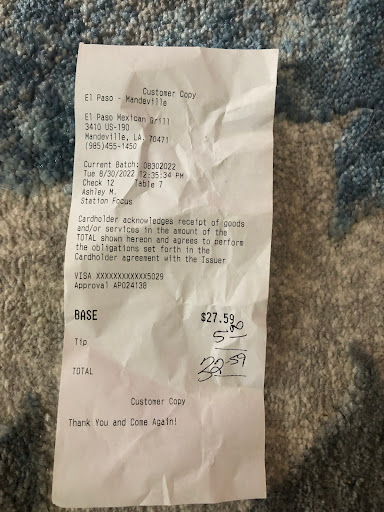 Customer Copy
El Paso - Mandeville
El Paso Mexican Grill
3410 US-190
Mandeville, LA. 70471
(985)455-1450
Current Batch: 08302022
Tue 8/30/2022 12:35:34 PM
Check 12 Table 7
Ashley M.
Station Focus
Cardholder acknowledges receipt of goods
and/or services in the amount of the
TOTAL shown hereon and agrees to perform
the obligations set forth in the
Cardholder agreement with the Issuer
VISA XXXXXXXXXXXX5029
Approval AP024138
BASE $27.59
Tip 5.00
TOTAL 32.59
Customer Copy
Thank You and Come Again!